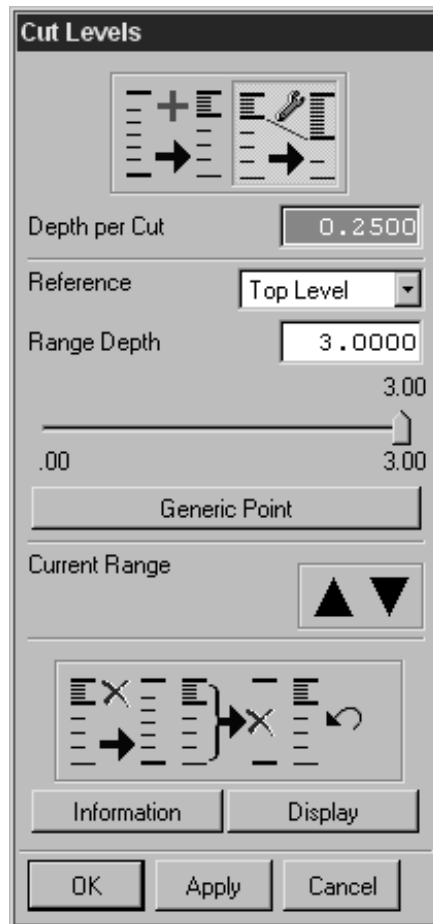 Cut Levels
Depth per Cut 0.2500
Reference Top Level
Range Depth 3.0000
3.00
.00 3.00
Generic Point
Current Range
Information Display
OK Apply Cancel